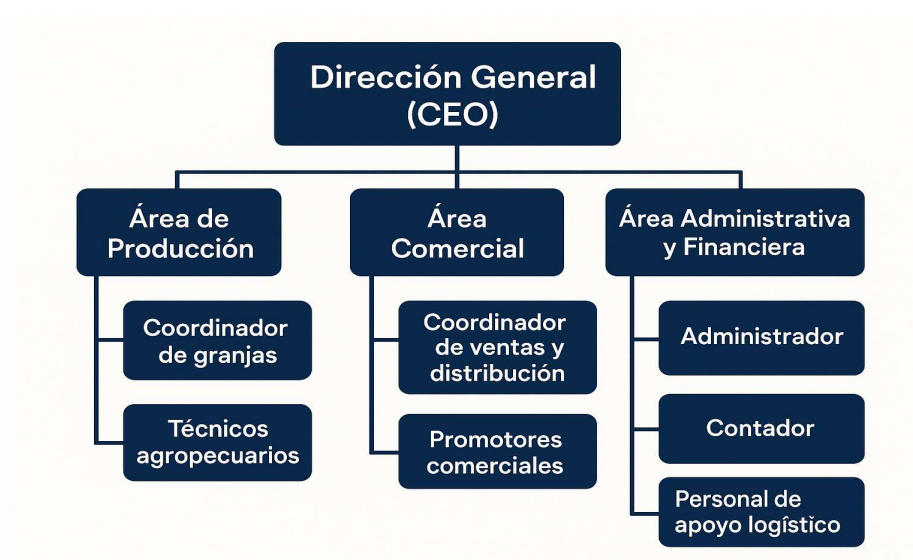 Dirección General
(CEO)
Área de
Producción
Área
Comercial
Área Administrativa
y Financiera
Coordinador
de granjas
Técnicos
agropecuarios
Coordinador
de ventas y
distribución
Promotores
comerciales
Administrador
Contador
Personal de
apoyo logístico